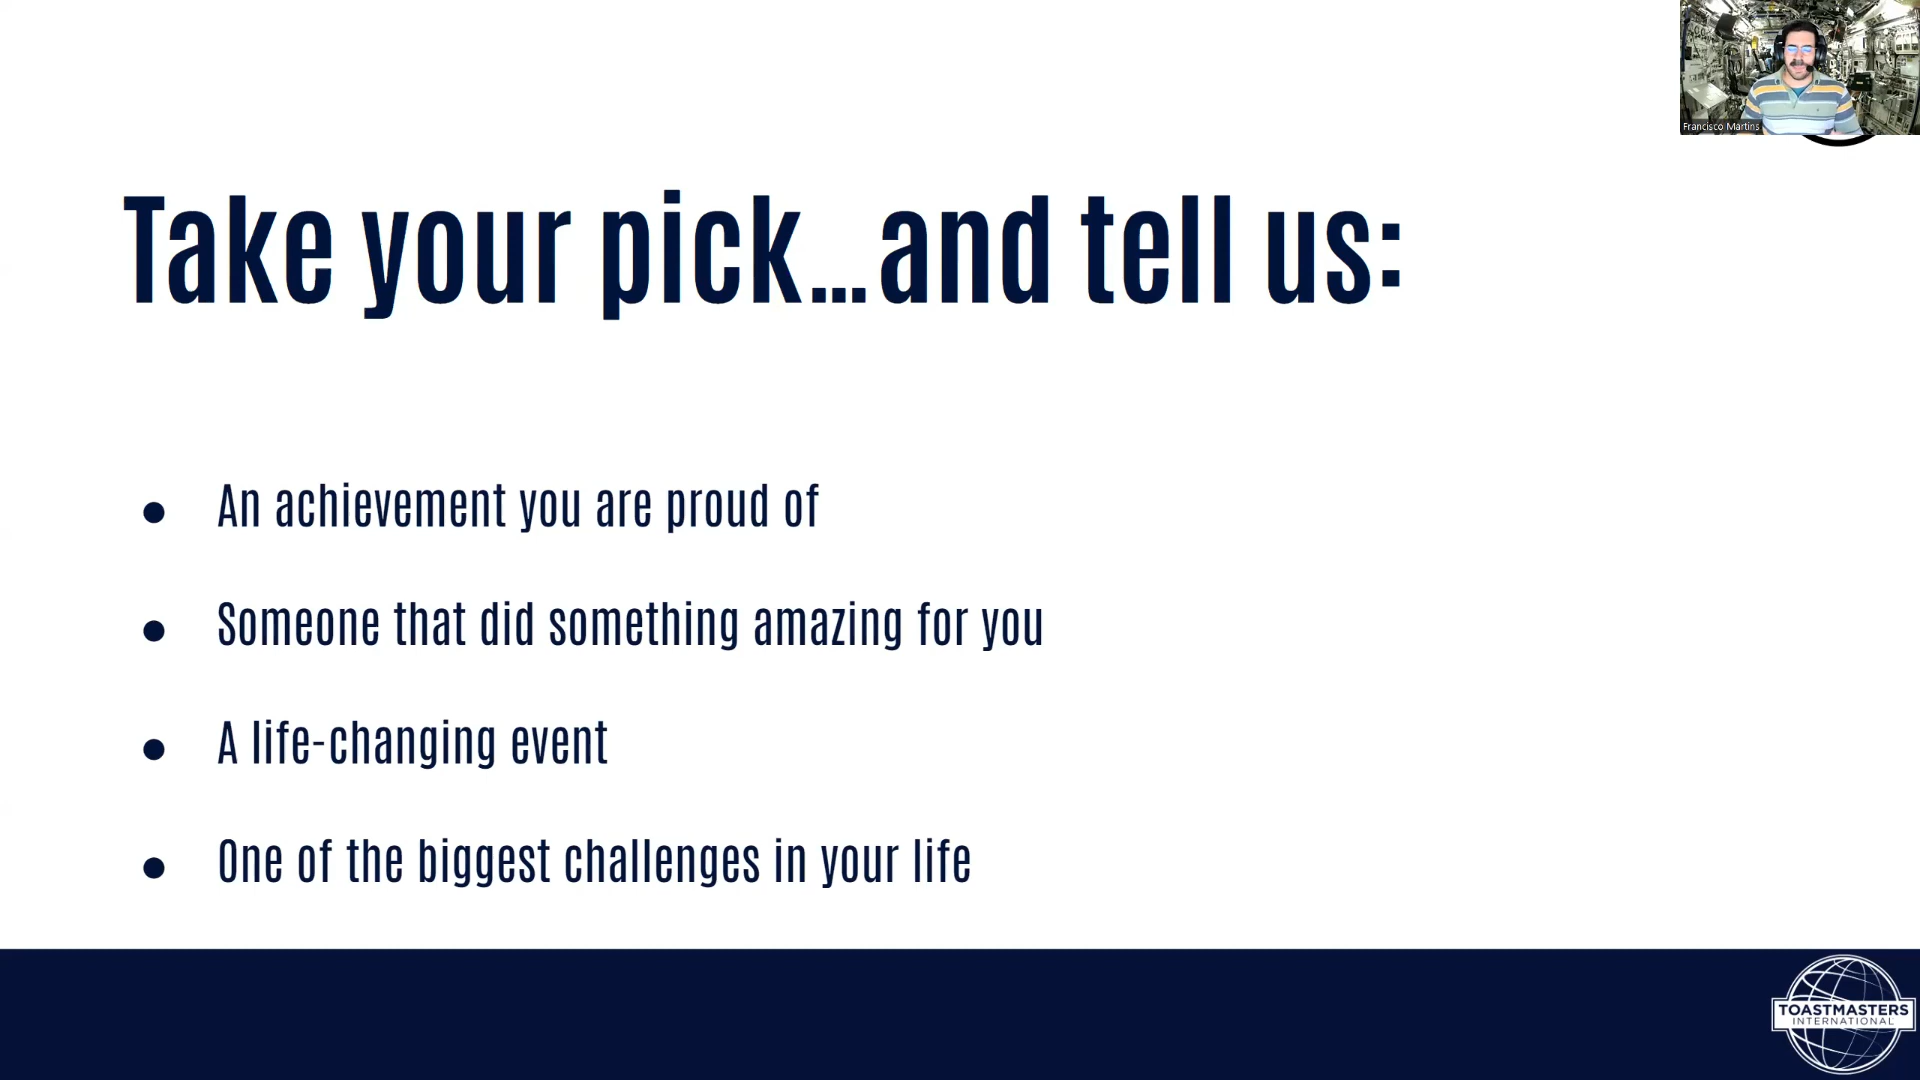 Francisco Martins
Take your pick...and tell us:
● An achievement you are proud of
● Someone that did something amazing for you
● A life-changing event
● One of the biggest challenges in your life
TOASTMASTERS
INTERNATIONAL